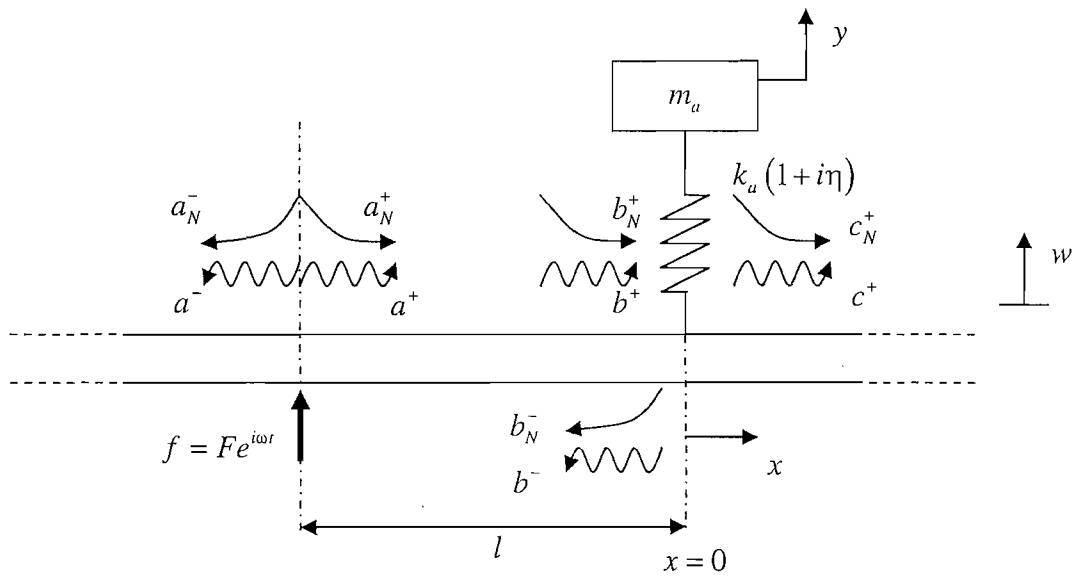 y
m_a
k_a (1+iη)
a_N^-
a_N^+
b_N^+
c_N^+
w
a^-
a^+
b^+
c^+
b_N^-
f = Fe^{iωt}
x
b^-
l
x = 0